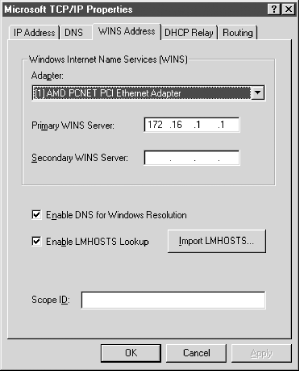 Microsoft TCP/IP Properties
IP Address DNS WINS Address DHCP Relay Routing
Windows Internet Name Services (WINS)
Adapter:
[1] AMD PCNET PCI Ethernet Adapter
Primary WINS Server: 172 .16 .1 .1
Secondary WINS Server: . . .
Enable DNS for Windows Resolution
Enable LMHOSTS Lookup Import LMHOSTS...
Scope ID:
OK Cancel Apply